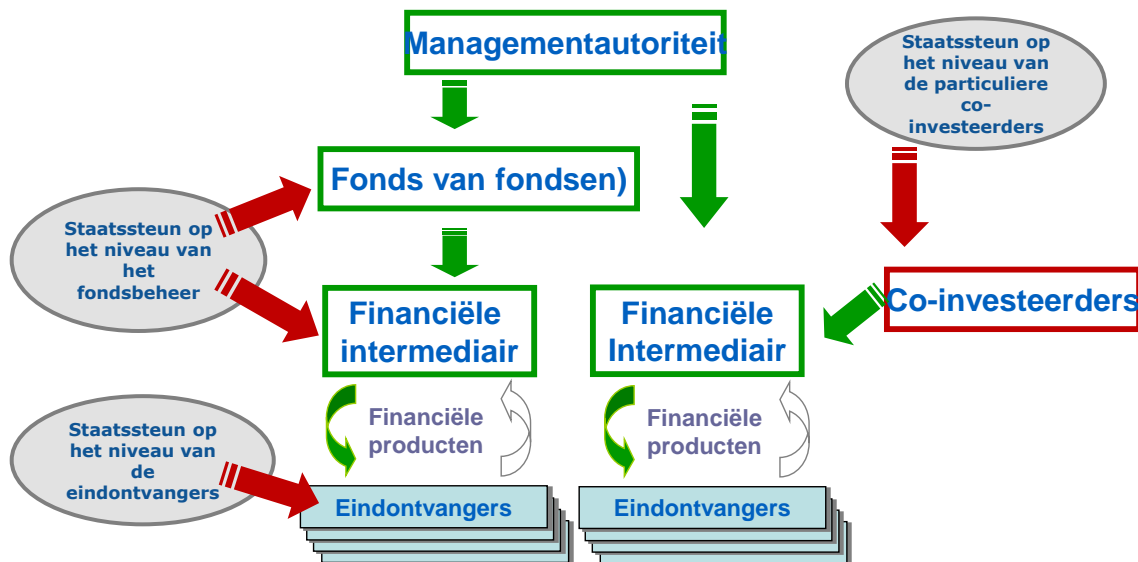 Managementautoriteit
Staatssteun op
het niveau van
de particuliere
co-
investeerders
Fonds van fondsen)
Staatssteun op
het niveau van
het
fondsbeheer
Financiële
intermediair
Financiële
Intermediair
Co-investeerders
Financiële
producten
Financiële
producten
Staatssteun op
het niveau van
de
eindontvangers
Eindontvangers
Eindontvangers